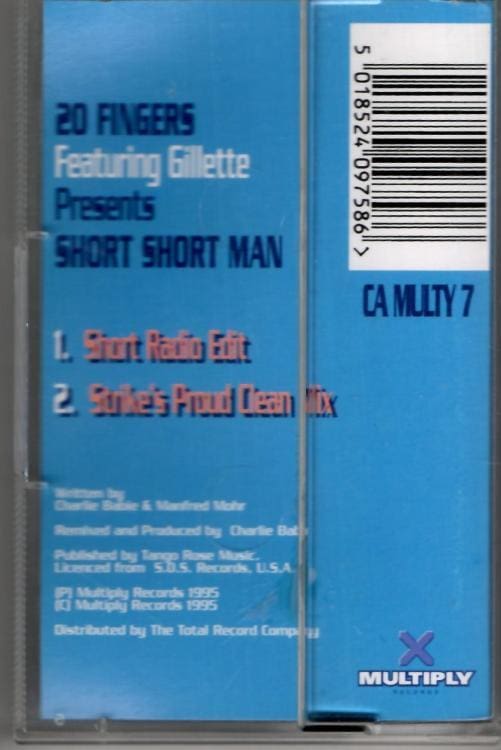 20 FINGERS
Featuring Gillette
Presents
SHORT SHORT MAN
1. Short Radio Edit
2. Strike's Proud Clean Mix
Written by
Charlie Babie & Manfred Mohr
Remixed and Produced by Charlie Bab
Published by Tango Rose Music.
Licenced from S.O.S. Records, U.S.A.
(P) Multiply Records 1995
(C) Multiply Records 1995
Distributed by The Total Record Company
5 018524 097586 >
CA MULTY 7
X
MULTIPLY
RECORDS